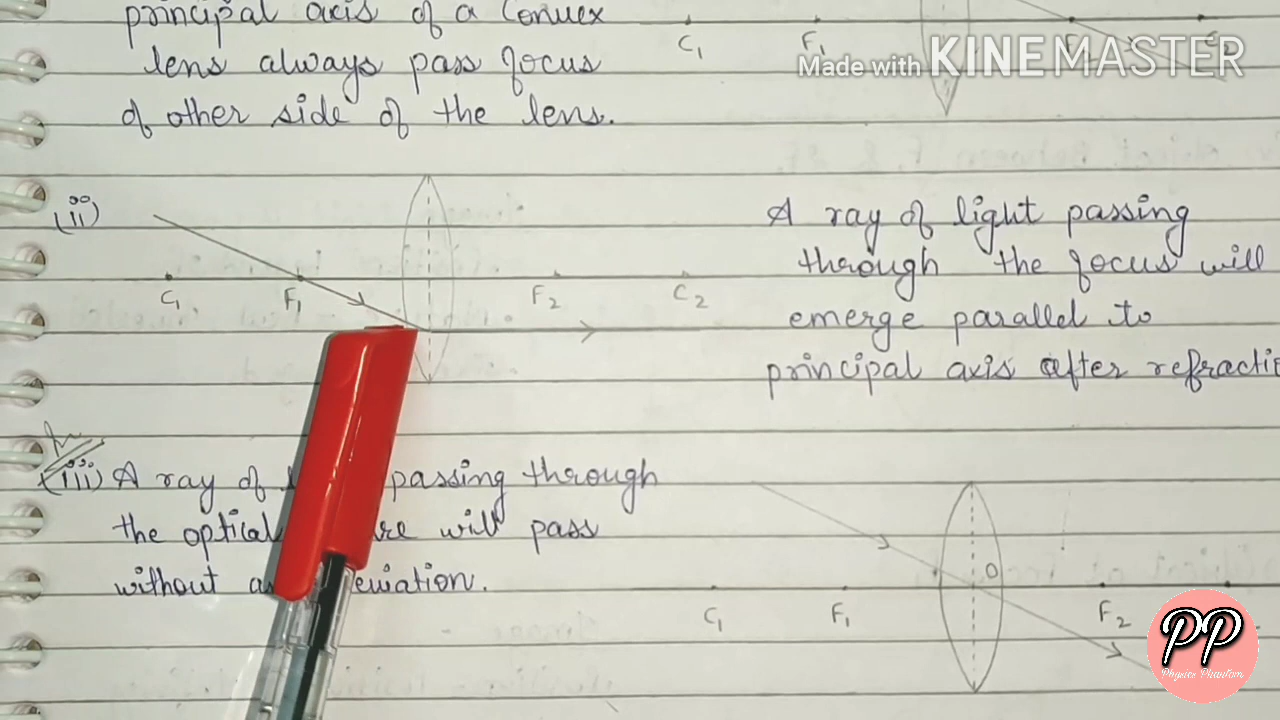 principal axis of a Convex
lens always pass focus
of other side of the lens.
C1 F1
Made with KINEMASTER
(ii)
C1 F1 F2 C2
A ray of light passing
through the focus will
emerge parallel to
principal axis after refracti
(iii) A ray of passing through
the optical will pass
without
O
C1 F1 F2
PP
Physics Phantom